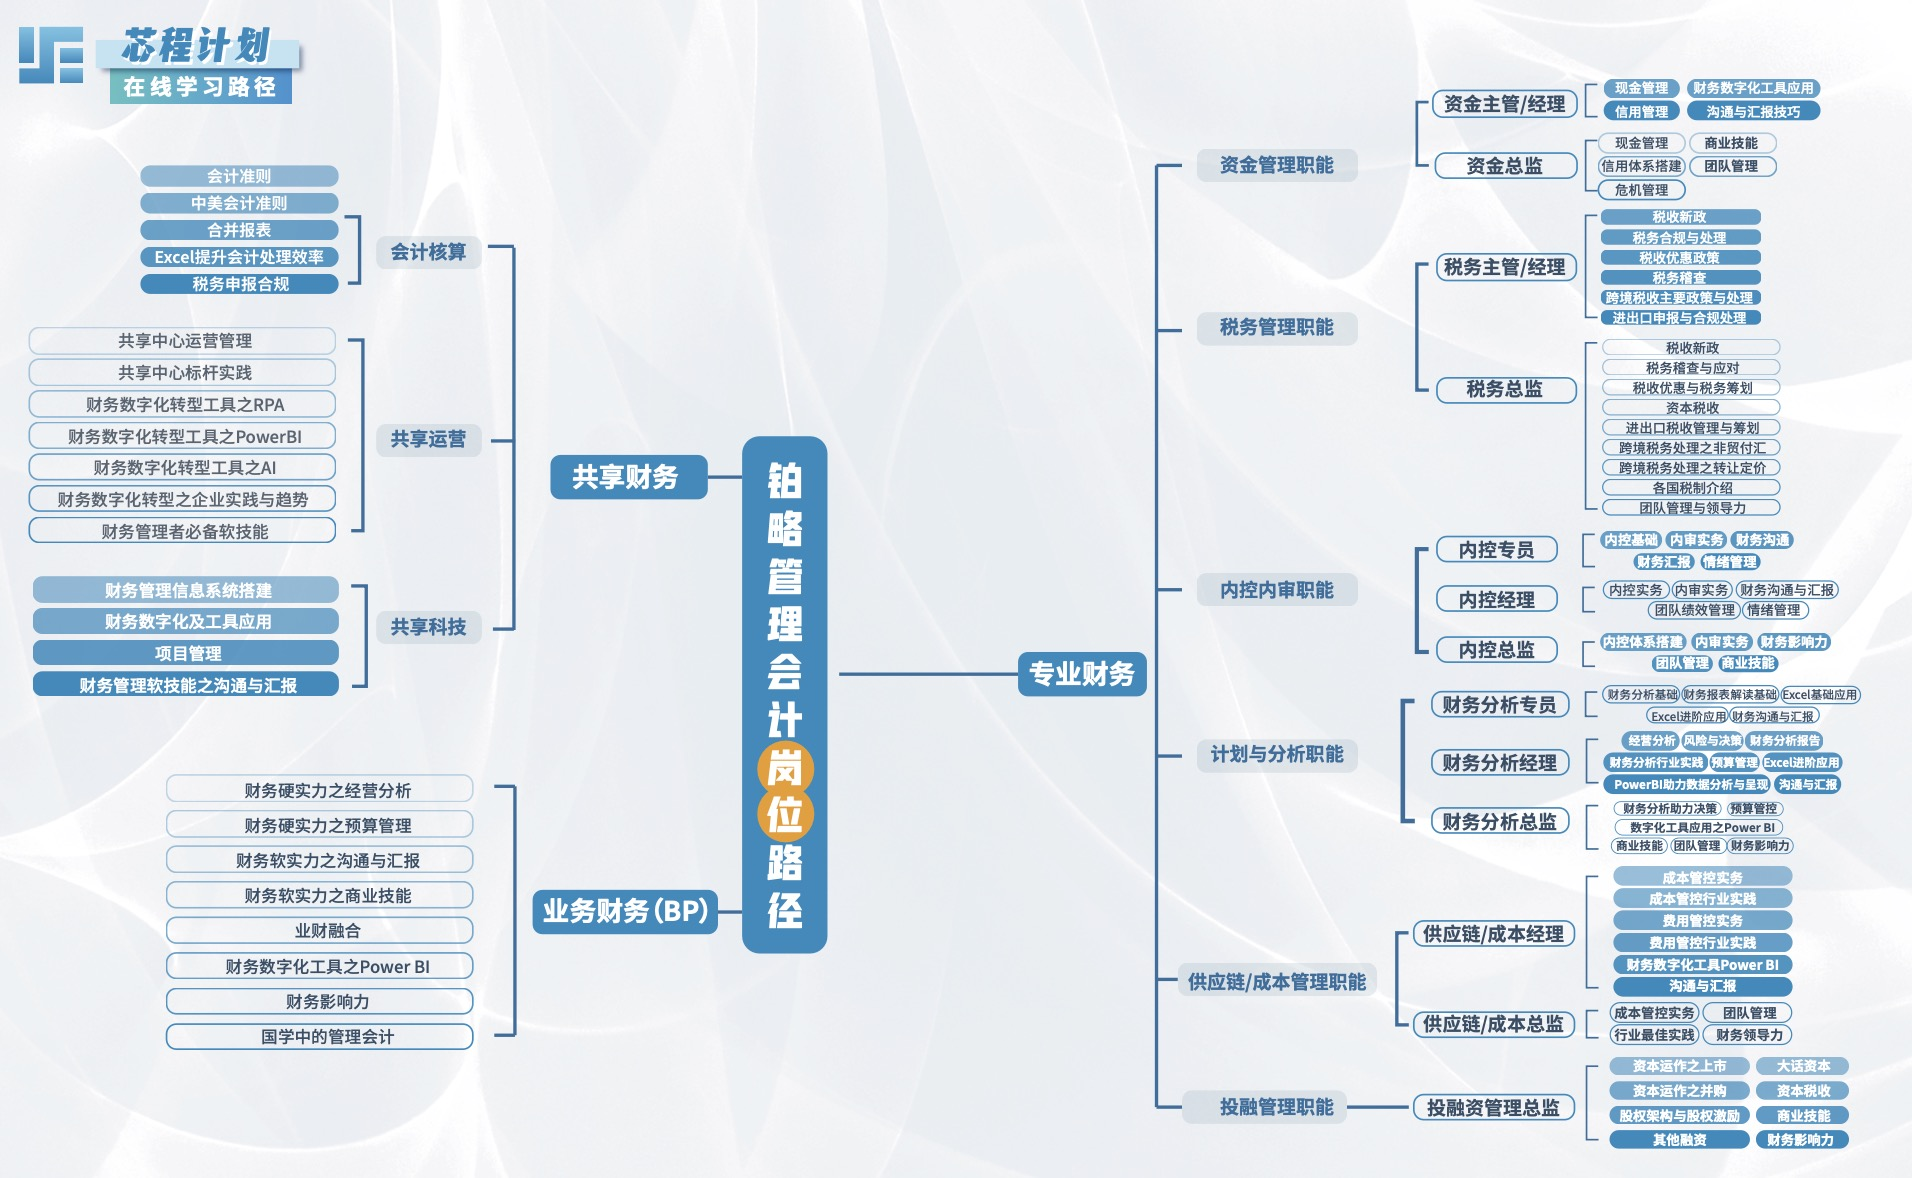 芯程计划
在线学习路径
会计准则
中美会计准则
合并报表
Excel提升会计处理效率
税务申报合规
会计核算
共享中心运营管理
共享中心标杆实践
财务数字化转型工具之RPA
财务数字化转型工具之PowerBI
财务数字化转型工具之AI
财务数字化转型之企业实践与趋势
财务管理者必备软技能
共享运营
财务管理信息系统搭建
财务数字化及工具应用
项目管理
财务管理软技能之沟通与汇报
共享科技
共享财务
财务硬实力之经营分析
财务硬实力之预算管理
财务软实力之沟通与汇报
财务软实力之商业技能
业财融合
财务数字化工具之Power BI
财务影响力
国学中的管理会计
业务财务（BP）
铂略管理会计岗位路径
专业财务
资金管理职能
资金主管/经理
现金管理 财务数字化工具应用
信用管理 沟通与汇报技巧
资金总监
现金管理 商业技能
信用体系搭建 团队管理
危机管理
税务管理职能
税务主管/经理
税收新政
税务合规与处理
税收优惠政策
税务稽查
跨境税收主要政策与处理
进出口申报与合规处理
税务总监
税收新政
税务稽查与应对
税收优惠与税务筹划
资本税收
进出口税收管理与筹划
跨境税务处理之非贸付汇
跨境税务处理之转让定价
各国税制介绍
团队管理与领导力
内控内审职能
内控专员
内控基础 内审实务 财务沟通
财务汇报 情绪管理
内控经理
内控实务 内审实务 财务沟通与汇报
团队绩效管理 情绪管理
内控总监
内控体系搭建 内审实务 财务影响力
团队管理 商业技能
计划与分析职能
财务分析专员
财务分析基础 财务报表解读基础 Excel基础应用
Excel进阶应用 财务沟通与汇报
财务分析经理
经营分析 风险与决策 财务分析报告
财务分析行业实践 预算管理 Excel进阶应用
PowerBI助力数据分析与呈现 沟通与汇报
财务分析总监
财务分析助力决策 预算管控
数字化工具应用之Power BI
商业技能 团队管理 财务影响力
供应链/成本管理职能
供应链/成本经理
成本管控实务
成本管控行业实践
费用管控实务
费用管控行业实践
财务数字化工具Power BI
沟通与汇报
供应链/成本总监
成本管控实务 团队管理
行业最佳实践 财务领导力
投融管理职能
投融资管理总监
资本运作之上市 大话资本
资本运作之并购 资本税收
股权架构与股权激励 商业技能
其他融资 财务影响力